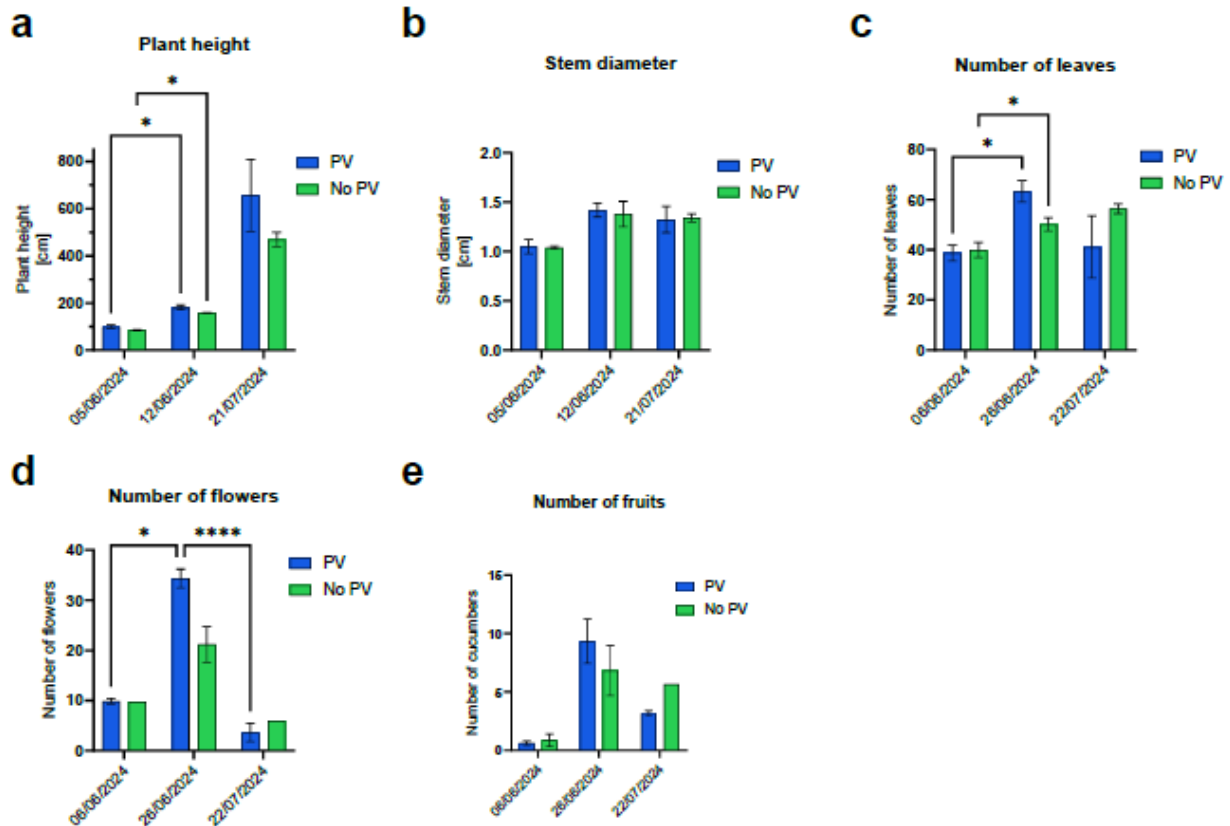 a
Plant height
*
*
800
600
400
200
0
Plant height
[cm]
PV
No PV
05/06/2024
12/06/2024
21/07/2024
b
Stem diameter
2.0
1.5
1.0
0.5
0.0
Stem diameter
[cm]
PV
No PV
05/06/2024
12/06/2024
21/07/2024
c
Number of leaves
*
*
80
60
40
20
0
Number of leaves
PV
No PV
06/06/2024
26/06/2024
22/07/2024
d
Number of flowers
*
****
40
30
20
10
0
Number of flowers
PV
No PV
06/06/2024
26/06/2024
22/07/2024
e
Number of fruits
15
10
5
0
Number of cucumbers
PV
No PV
06/06/2024
26/06/2024
22/07/2024